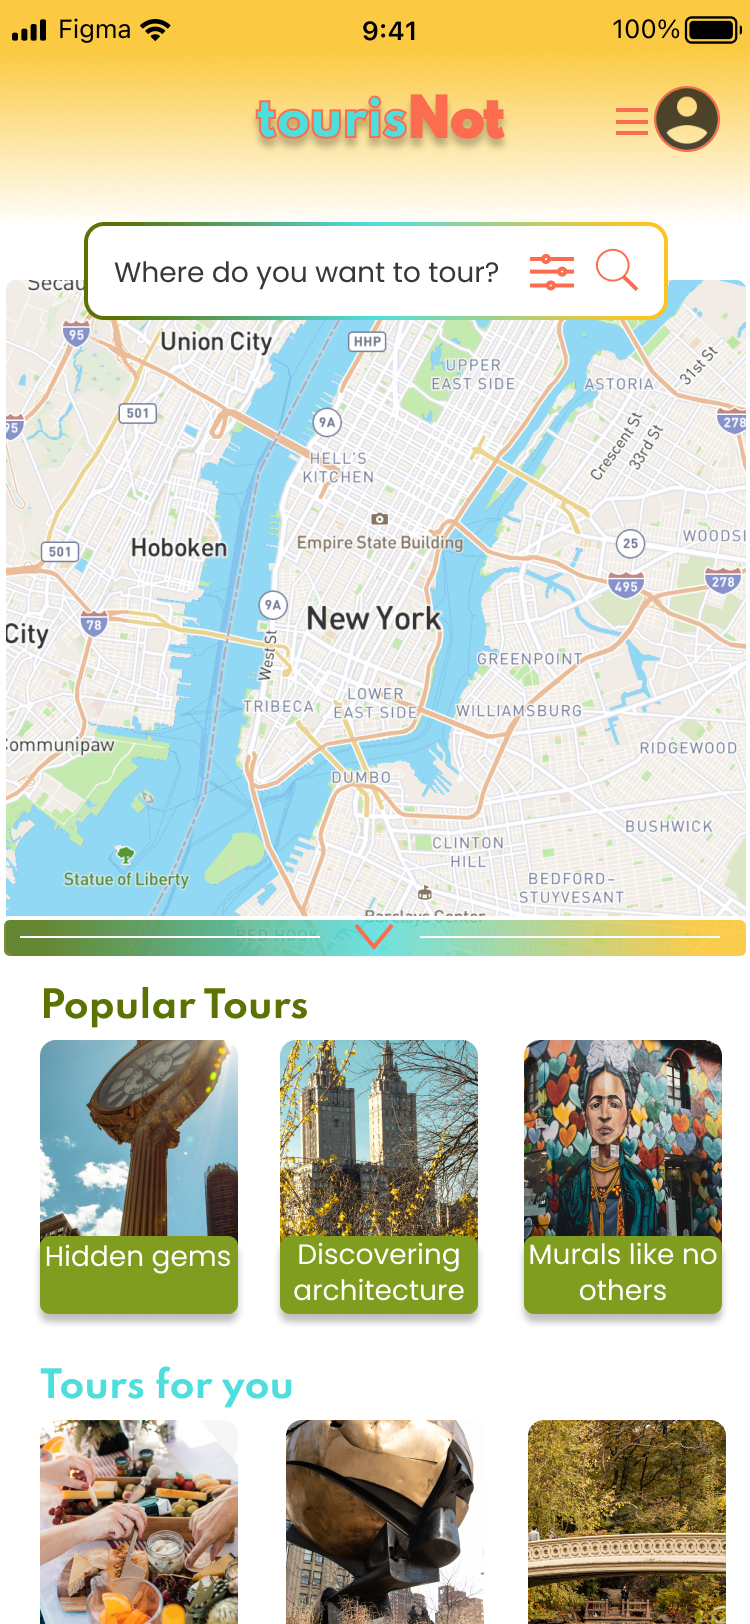 Figma 9:41 100%
tourisNot
Where do you want to tour?
95
Union City
HHP
UPPER
EAST SIDE
ASTORIA
31st St
501
9A
278
Crescent St
33rd St
HELL'S
KITCHEN
501
Hoboken
Empire State Building
25
495
278
9A
78
New York
City
West St
GREENPOINT
TRIBECA
LOWER
EAST SIDE
WILLIAMSBURG
RIDGEWOOD
DUMBO
BUSHWICK
CLINTON
HILL
Statue of Liberty
BEDFORD-
STUYVESANT
Barclays Center
RED HOOK
Popular Tours
Hidden gems
Discovering
architecture
Murals like no
others
Tours for you